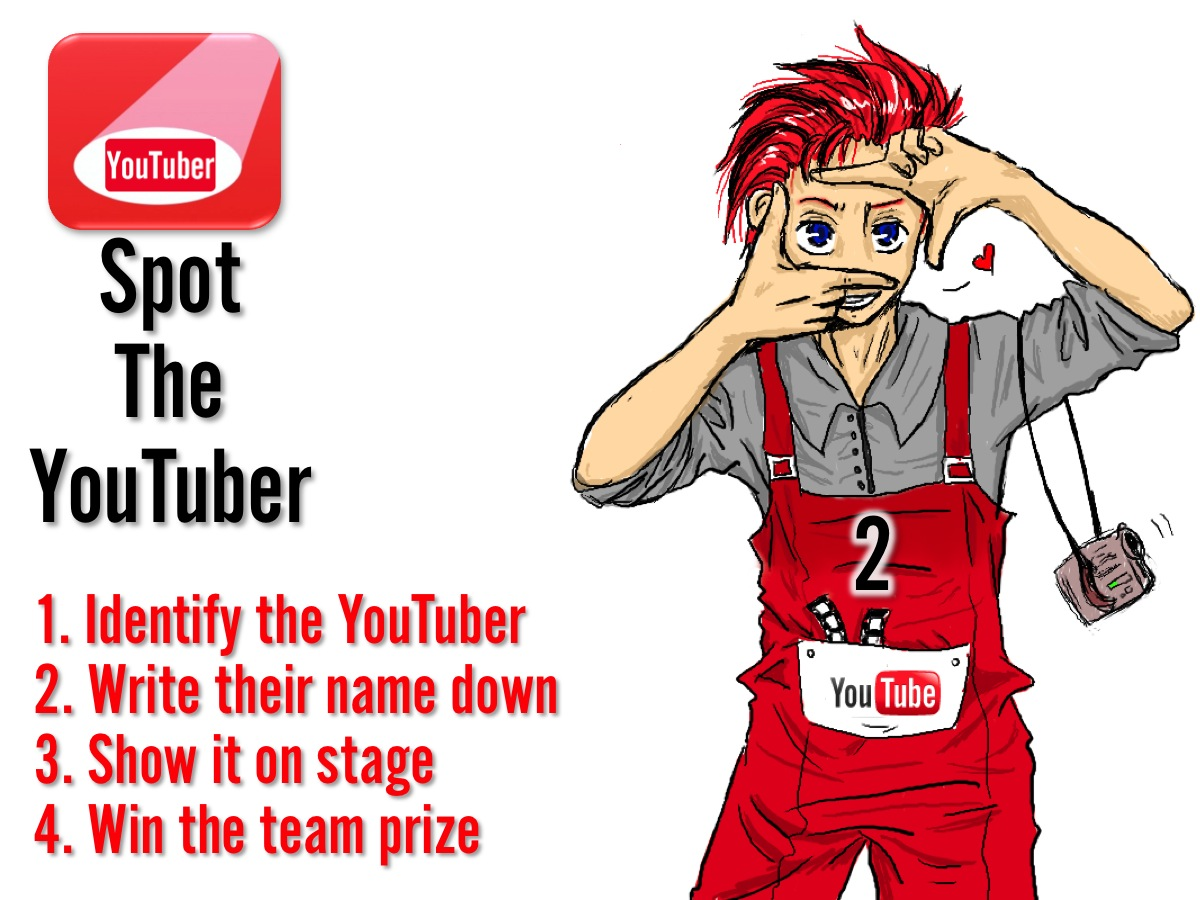 YouTuber
Spot
The
YouTuber
1. Identify the YouTuber
2. Write their name down
3. Show it on stage
4. Win the team prize
2
YouTube